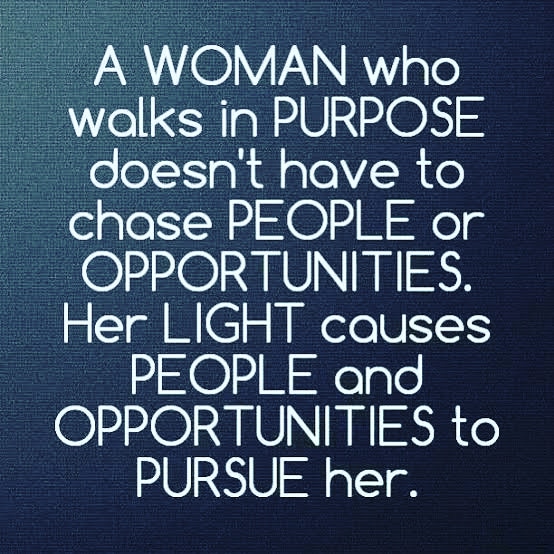 A WOMAN who
walks in PURPOSE
doesn't have to
chase PEOPLE or
OPPORTUNITIES.
Her LIGHT causes
PEOPLE and
OPPORTUNITIES to
PURSUE her.